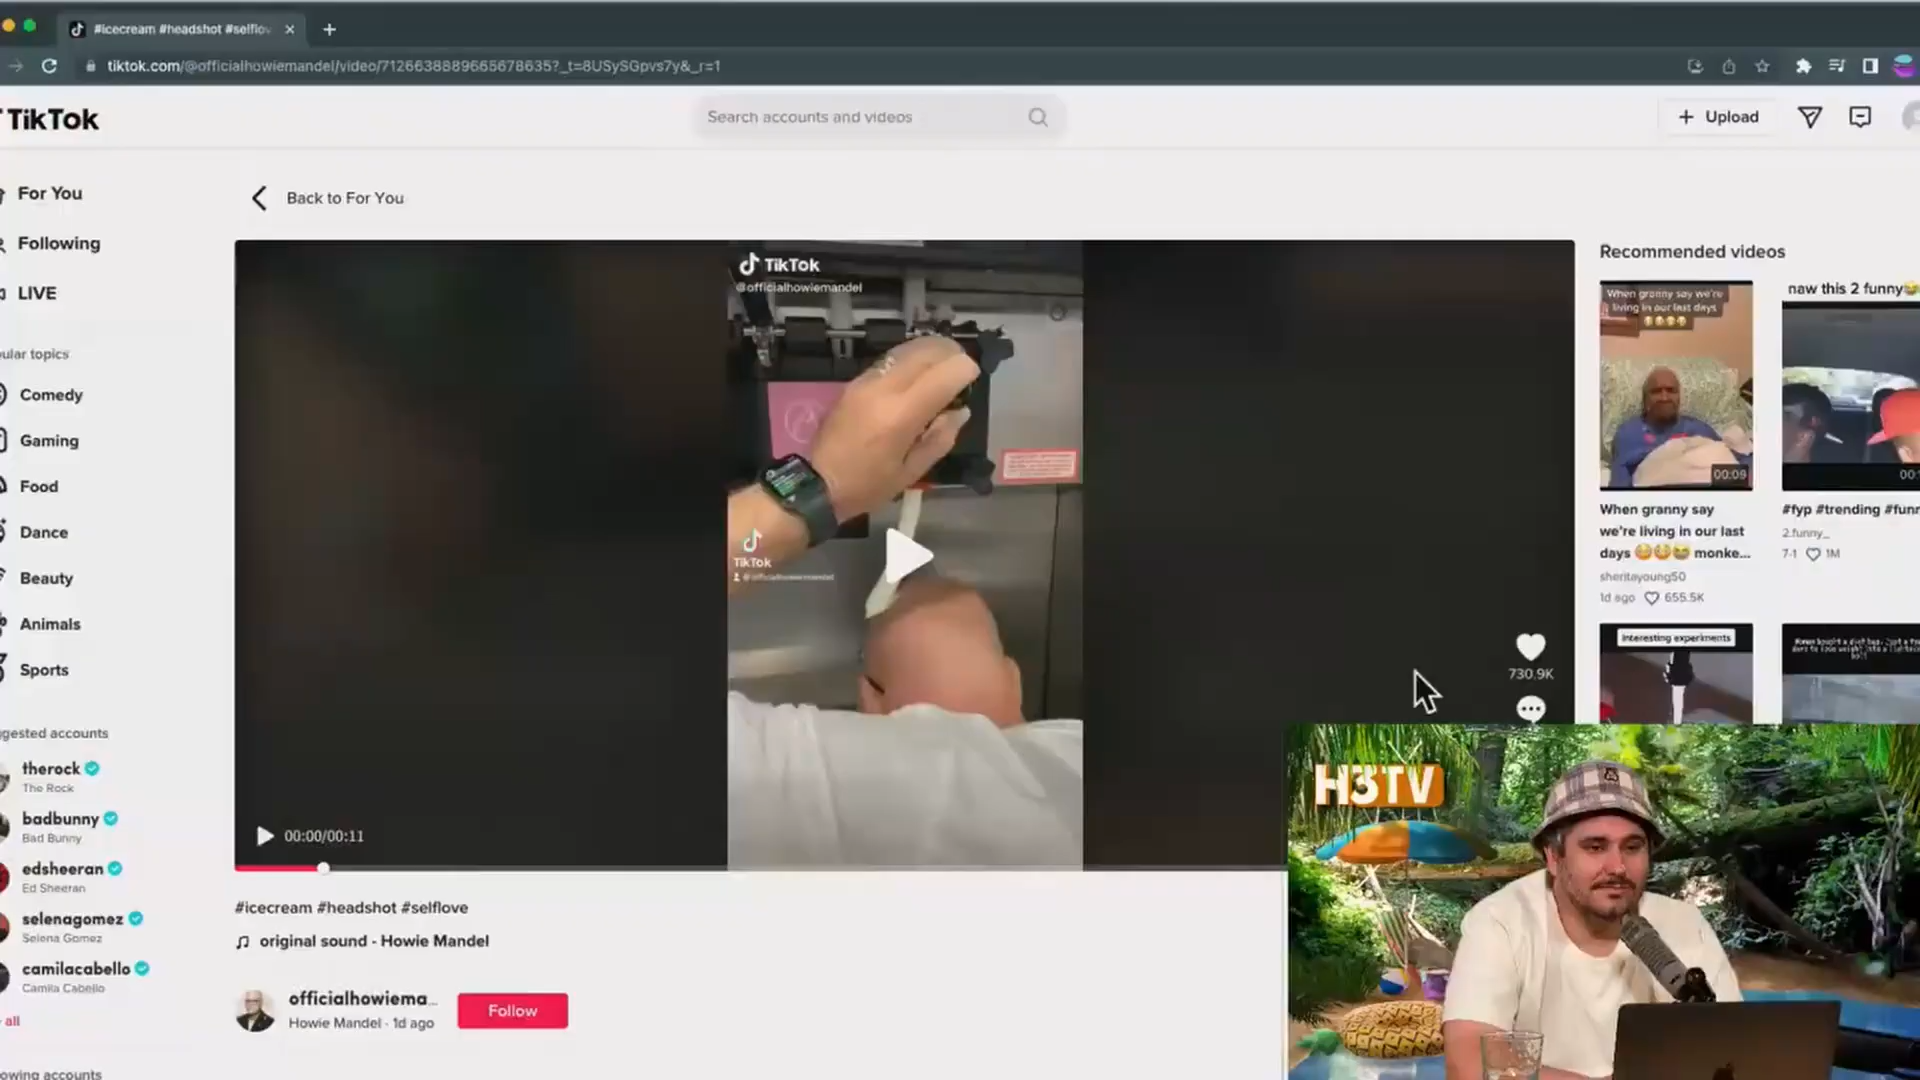 #icecream #headshot #selflov
tiktok.com/@officialhowiemandel/video/7126638889665678635?_t=8USySGpvs7y&_r=1
TikTok
Search accounts and videos
Upload
For You
Following
LIVE
ular topics
Comedy
Gaming
Food
Dance
Beauty
Animals
Sports
ggested accounts
therock
The Rock
badbunny
Bad Bunny
edsheeran
Ed Sheeran
selenagomez
Selena Gomez
camilacabello
Camila Cabello
all
owing accounts
Back to For You
TikTok
@officialhowiemandel
TikTok
@officialhowiemandel
730.9K
00:00/00:11
#icecream #headshot #selflove
original sound - Howie Mandel
officialhowiema...
Howie Mandel · 1d ago
Follow
Recommended videos
When granny say we're
living in our last days
00:09
When granny say
we're living in our last
days 😳😳😂 monke...
sheritayoung50
1d ago 655.5K
naw this 2 funny😂
00:
#fyp #trending #funn
2.funny_
7-1 1M
Interesting experiments
H3TV